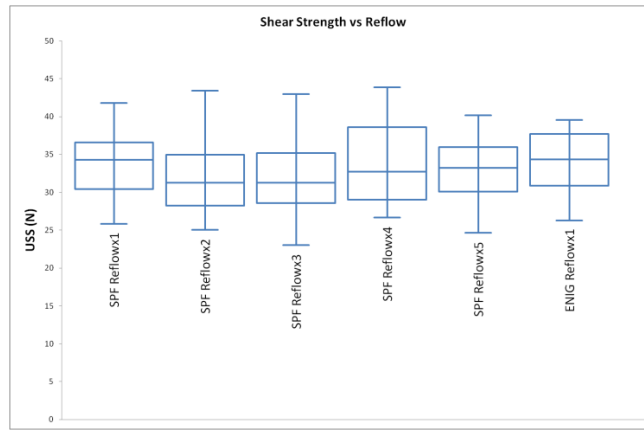 Shear Strength vs Reflow
50
45
40
35
30
25
20
15
10
5
0
USS (N)
SPF Reflowx1
SPF Reflowx2
SPF Reflowx3
SPF Reflowx4
SPF Reflowx5
ENIG Reflowx1